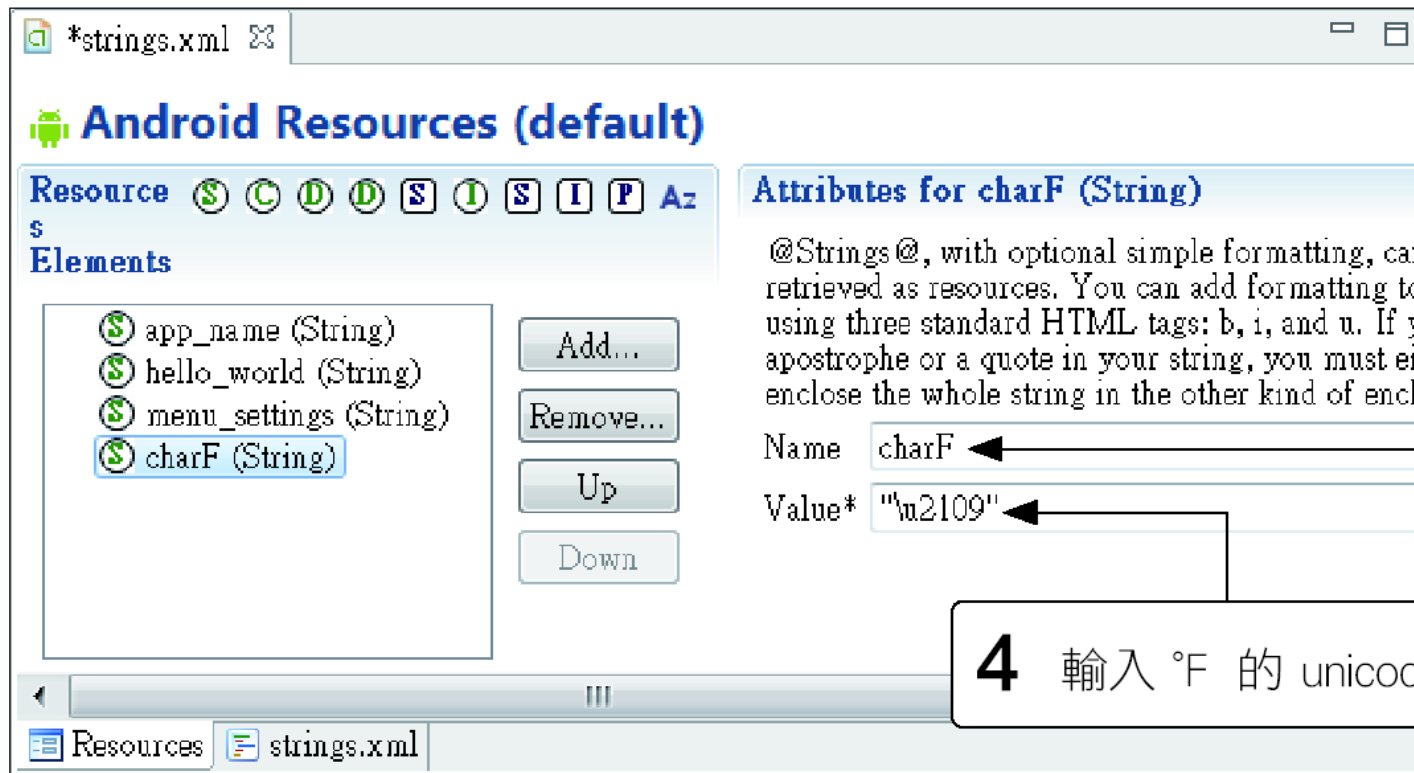 *strings.xml
Android Resources (default)
Resource S C D D S I S I P Az
s
Elements
app_name (String)
hello_world (String)
menu_settings (String)
charF (String)
Add...
Remove...
Up
Down
Attributes for charF (String)
@Strings@, with optional simple formatting, ca
retrieved as resources. You can add formatting to
using three standard HTML tags: b, i, and u. If y
apostrophe or a quote in your string, you must ei
enclose the whole string in the other kind of encl
Name charF
Value* "\u2109"
4 輸入 °F 的 unicod
Resources strings.xml